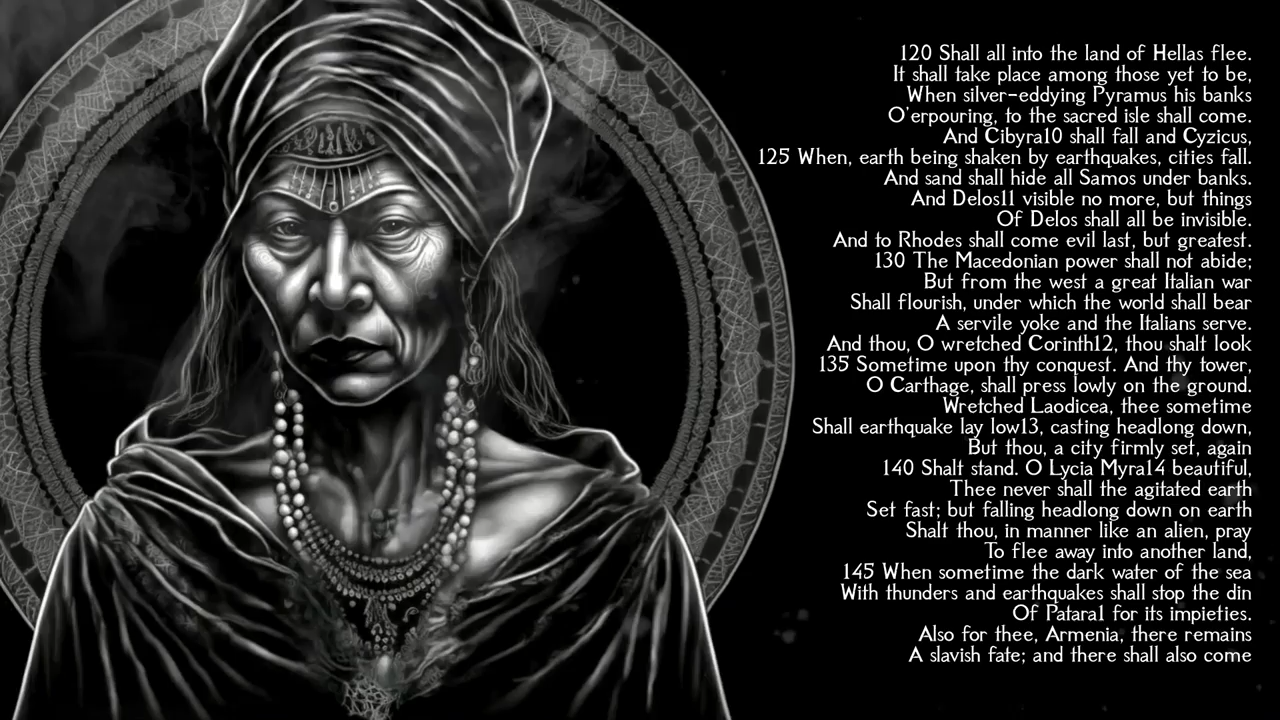 120 Shall all into the land of Hellas flee.
It shall take place among those yet to be,
When silver-eddying Pyramus his banks
O'erpouring, to the sacred isle shall come.
And Cibyra10 shall fall and Cyzicus,
125 When, earth being shaken by earthquakes, cities fall.
And sand shall hide all Samos under banks.
And Delos11 visible no more, but things
Of Delos shall all be invisible.
And to Rhodes shall come evil last, but greatest.
130 The Macedonian power shall not abide;
But from the west a great Italian war
Shall flourish, under which the world shall bear
A servile yoke and the Italians serve.
And thou, O wretched Corinth12, thou shalt look
135 Sometime upon thy conquest. And thy tower,
O Carthage, shall press lowly on the ground.
Wretched Laodicea, thee sometime
Shall earthquake lay low13, casting headlong down,
But thou, a city firmly set, again
140 Shalt stand. O Lycia Myra14 beautiful,
Thee never shall the agitated earth
Set fast; but falling headlong down on earth
Shalt thou, in manner like an alien, pray
To flee away into another land,
145 When sometime the dark water of the sea
With thunders and earthquakes shall stop the din
Of Patara1 for its impieties.
Also for thee, Armenia, there remains
A slavish fate; and there shall also come